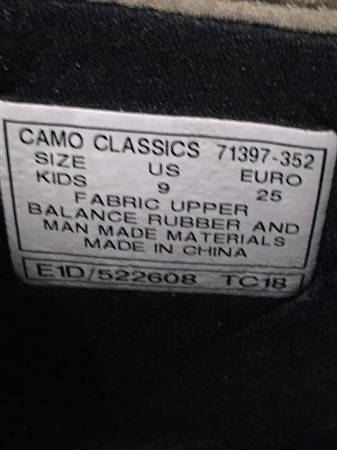 CAMO CLASSICS 71397-352
SIZE US EURO
KIDS 9 25
FABRIC UPPER
BALANCE RUBBER AND
MAN MADE MATERIALS
MADE IN CHINA
E1D/522608 TC18